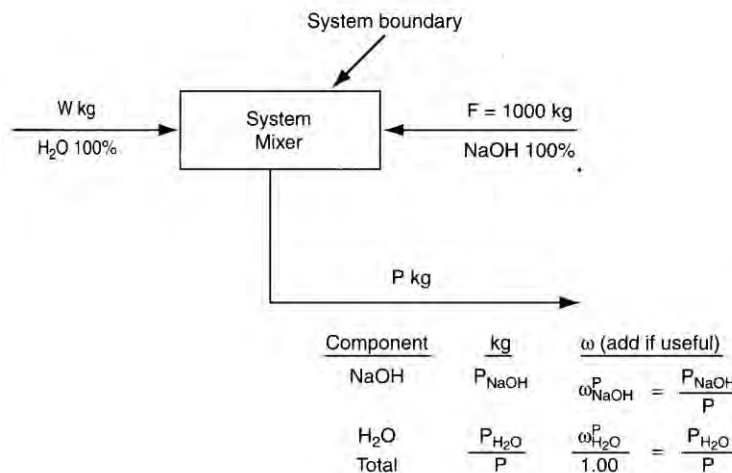 System boundary
W kg
H₂O 100%
System
Mixer
F = 1000 kg
NaOH 100%
P kg
Component kg ω (add if useful)
NaOH P_NaOH ω^P_NaOH = P_NaOH / P
H₂O P_H₂O ω^P_H₂O = P_H₂O / P
Total P 1.00